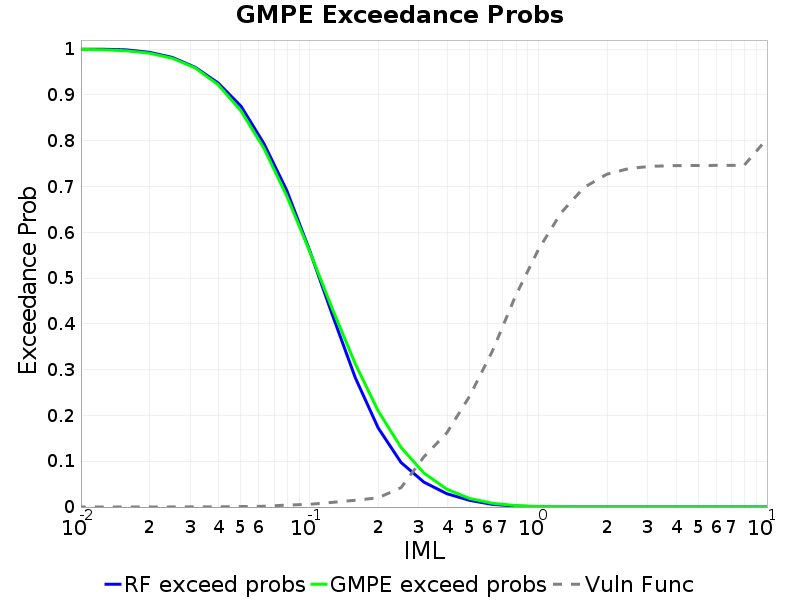 GMPE Exceedance Probs
Exceedance Prob
1
0.9
0.8
0.7
0.6
0.5
0.4
0.3
0.2
0.1
0
10^-2 2 3 4 5 6 10^-1 2 3 4 5 6 7 10^0 2 3 4 5 6 7 10^1
IML
RF exceed probs GMPE exceed probs Vuln Func